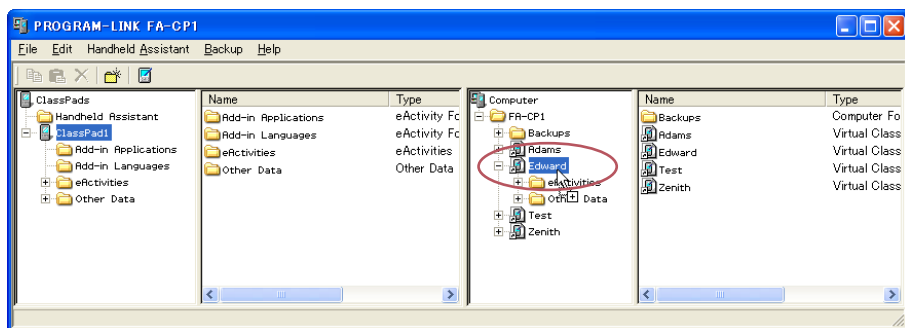 PROGRAM-LINK FA-CP1
File Edit Handheld Assistant Backup Help
ClassPads
Handheld Assistant
ClassPad1
Add-in Applications
Add-in Languages
eActivities
Other Data
Name Type
Add-in Applications eActivity Fo
Add-in Languages eActivity Fo
eActivities eActivities
Other Data Other Data
Computer
FA-CP1
Backups
Adams
Edward
eActivities
Oth Data
Test
Zenith
Name Type
Backups Computer Fo
Adams Virtual Class
Edward Virtual Class
Test Virtual Class
Zenith Virtual Class